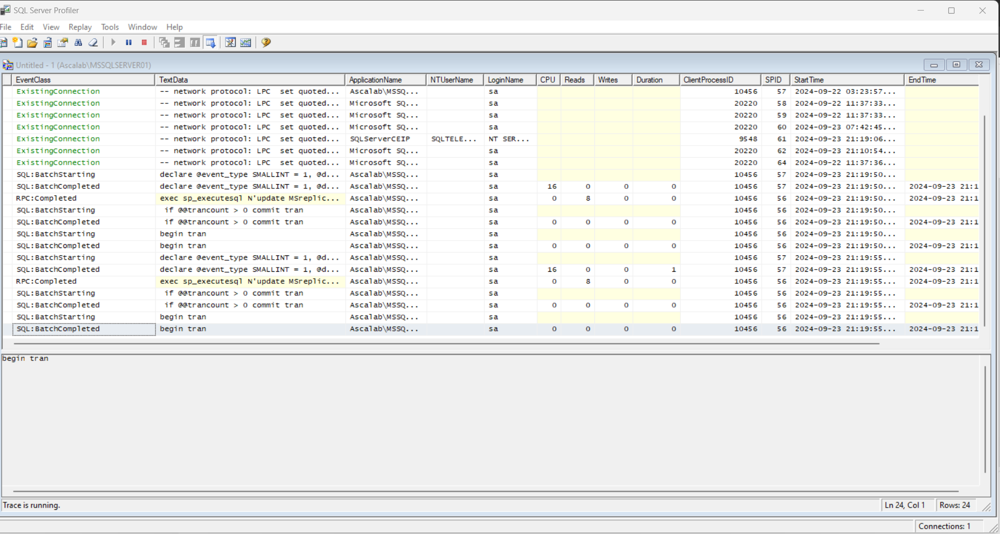 SQL Server Profiler
File Edit View Replay Tools Window Help
Untitled - 1 (Ascalab\MSSQLSERVER01)
EventClass TextData ApplicationName NTUserName LoginName CPU Reads Writes Duration ClientProcessID SPID StartTime EndTime
ExistingConnection -- network protocol: LPC set quoted... Ascalab\MSSQ... sa 10456 57 2024-09-22 03:23:57...
ExistingConnection -- network protocol: LPC set quoted... Microsoft SQ... sa 20220 58 2024-09-22 11:37:33...
ExistingConnection -- network protocol: LPC set quoted... Microsoft SQ... sa 20220 59 2024-09-22 11:37:33...
ExistingConnection -- network protocol: LPC set quoted... Microsoft SQ... sa 20220 60 2024-09-23 07:42:45...
ExistingConnection -- network protocol: LPC set quoted... SQLServerCEIP SQLTELE... NT SER... 9548 61 2024-09-23 21:19:06...
ExistingConnection -- network protocol: LPC set quoted... Microsoft SQ... sa 20220 62 2024-09-23 21:10:54...
ExistingConnection -- network protocol: LPC set quoted... Microsoft SQ... sa 20220 64 2024-09-22 11:37:36...
SQL:BatchStarting declare @event_type SMALLINT = 1, @d... Ascalab\MSSQ... sa 10456 57 2024-09-23 21:19:50...
SQL:BatchCompleted declare @event_type SMALLINT = 1, @d... Ascalab\MSSQ... sa 16 0 0 0 10456 57 2024-09-23 21:19:50... 2024-09-23 21:1
RPC:Completed exec sp_executesql N'update MSreplic... Ascalab\MSSQ... sa 0 8 0 0 10456 56 2024-09-23 21:19:50... 2024-09-23 21:1
SQL:BatchStarting if @@trancount > 0 commit tran Ascalab\MSSQ... sa 10456 56 2024-09-23 21:19:50...
SQL:BatchCompleted if @@trancount > 0 commit tran Ascalab\MSSQ... sa 0 0 0 0 10456 56 2024-09-23 21:19:50... 2024-09-23 21:1
SQL:BatchStarting begin tran Ascalab\MSSQ... sa 10456 56 2024-09-23 21:19:50...
SQL:BatchCompleted begin tran Ascalab\MSSQ... sa 0 0 0 0 10456 56 2024-09-23 21:19:50... 2024-09-23 21:1
SQL:BatchStarting declare @event_type SMALLINT = 1, @d... Ascalab\MSSQ... sa 10456 57 2024-09-23 21:19:55...
SQL:BatchCompleted declare @event_type SMALLINT = 1, @d... Ascalab\MSSQ... sa 16 0 0 1 10456 57 2024-09-23 21:19:55... 2024-09-23 21:1
RPC:Completed exec sp_executesql N'update MSreplic... Ascalab\MSSQ... sa 0 8 0 0 10456 56 2024-09-23 21:19:55... 2024-09-23 21:1
SQL:BatchStarting if @@trancount > 0 commit tran Ascalab\MSSQ... sa 10456 56 2024-09-23 21:19:55...
SQL:BatchCompleted if @@trancount > 0 commit tran Ascalab\MSSQ... sa 0 0 0 0 10456 56 2024-09-23 21:19:55... 2024-09-23 21:1
SQL:BatchStarting begin tran Ascalab\MSSQ... sa 10456 56 2024-09-23 21:19:55...
SQL:BatchCompleted begin tran Ascalab\MSSQ... sa 0 0 0 0 10456 56 2024-09-23 21:19:55... 2024-09-23 21:1
begin tran
Trace is running. Ln 24, Col 1 Rows: 24
Connections: 1